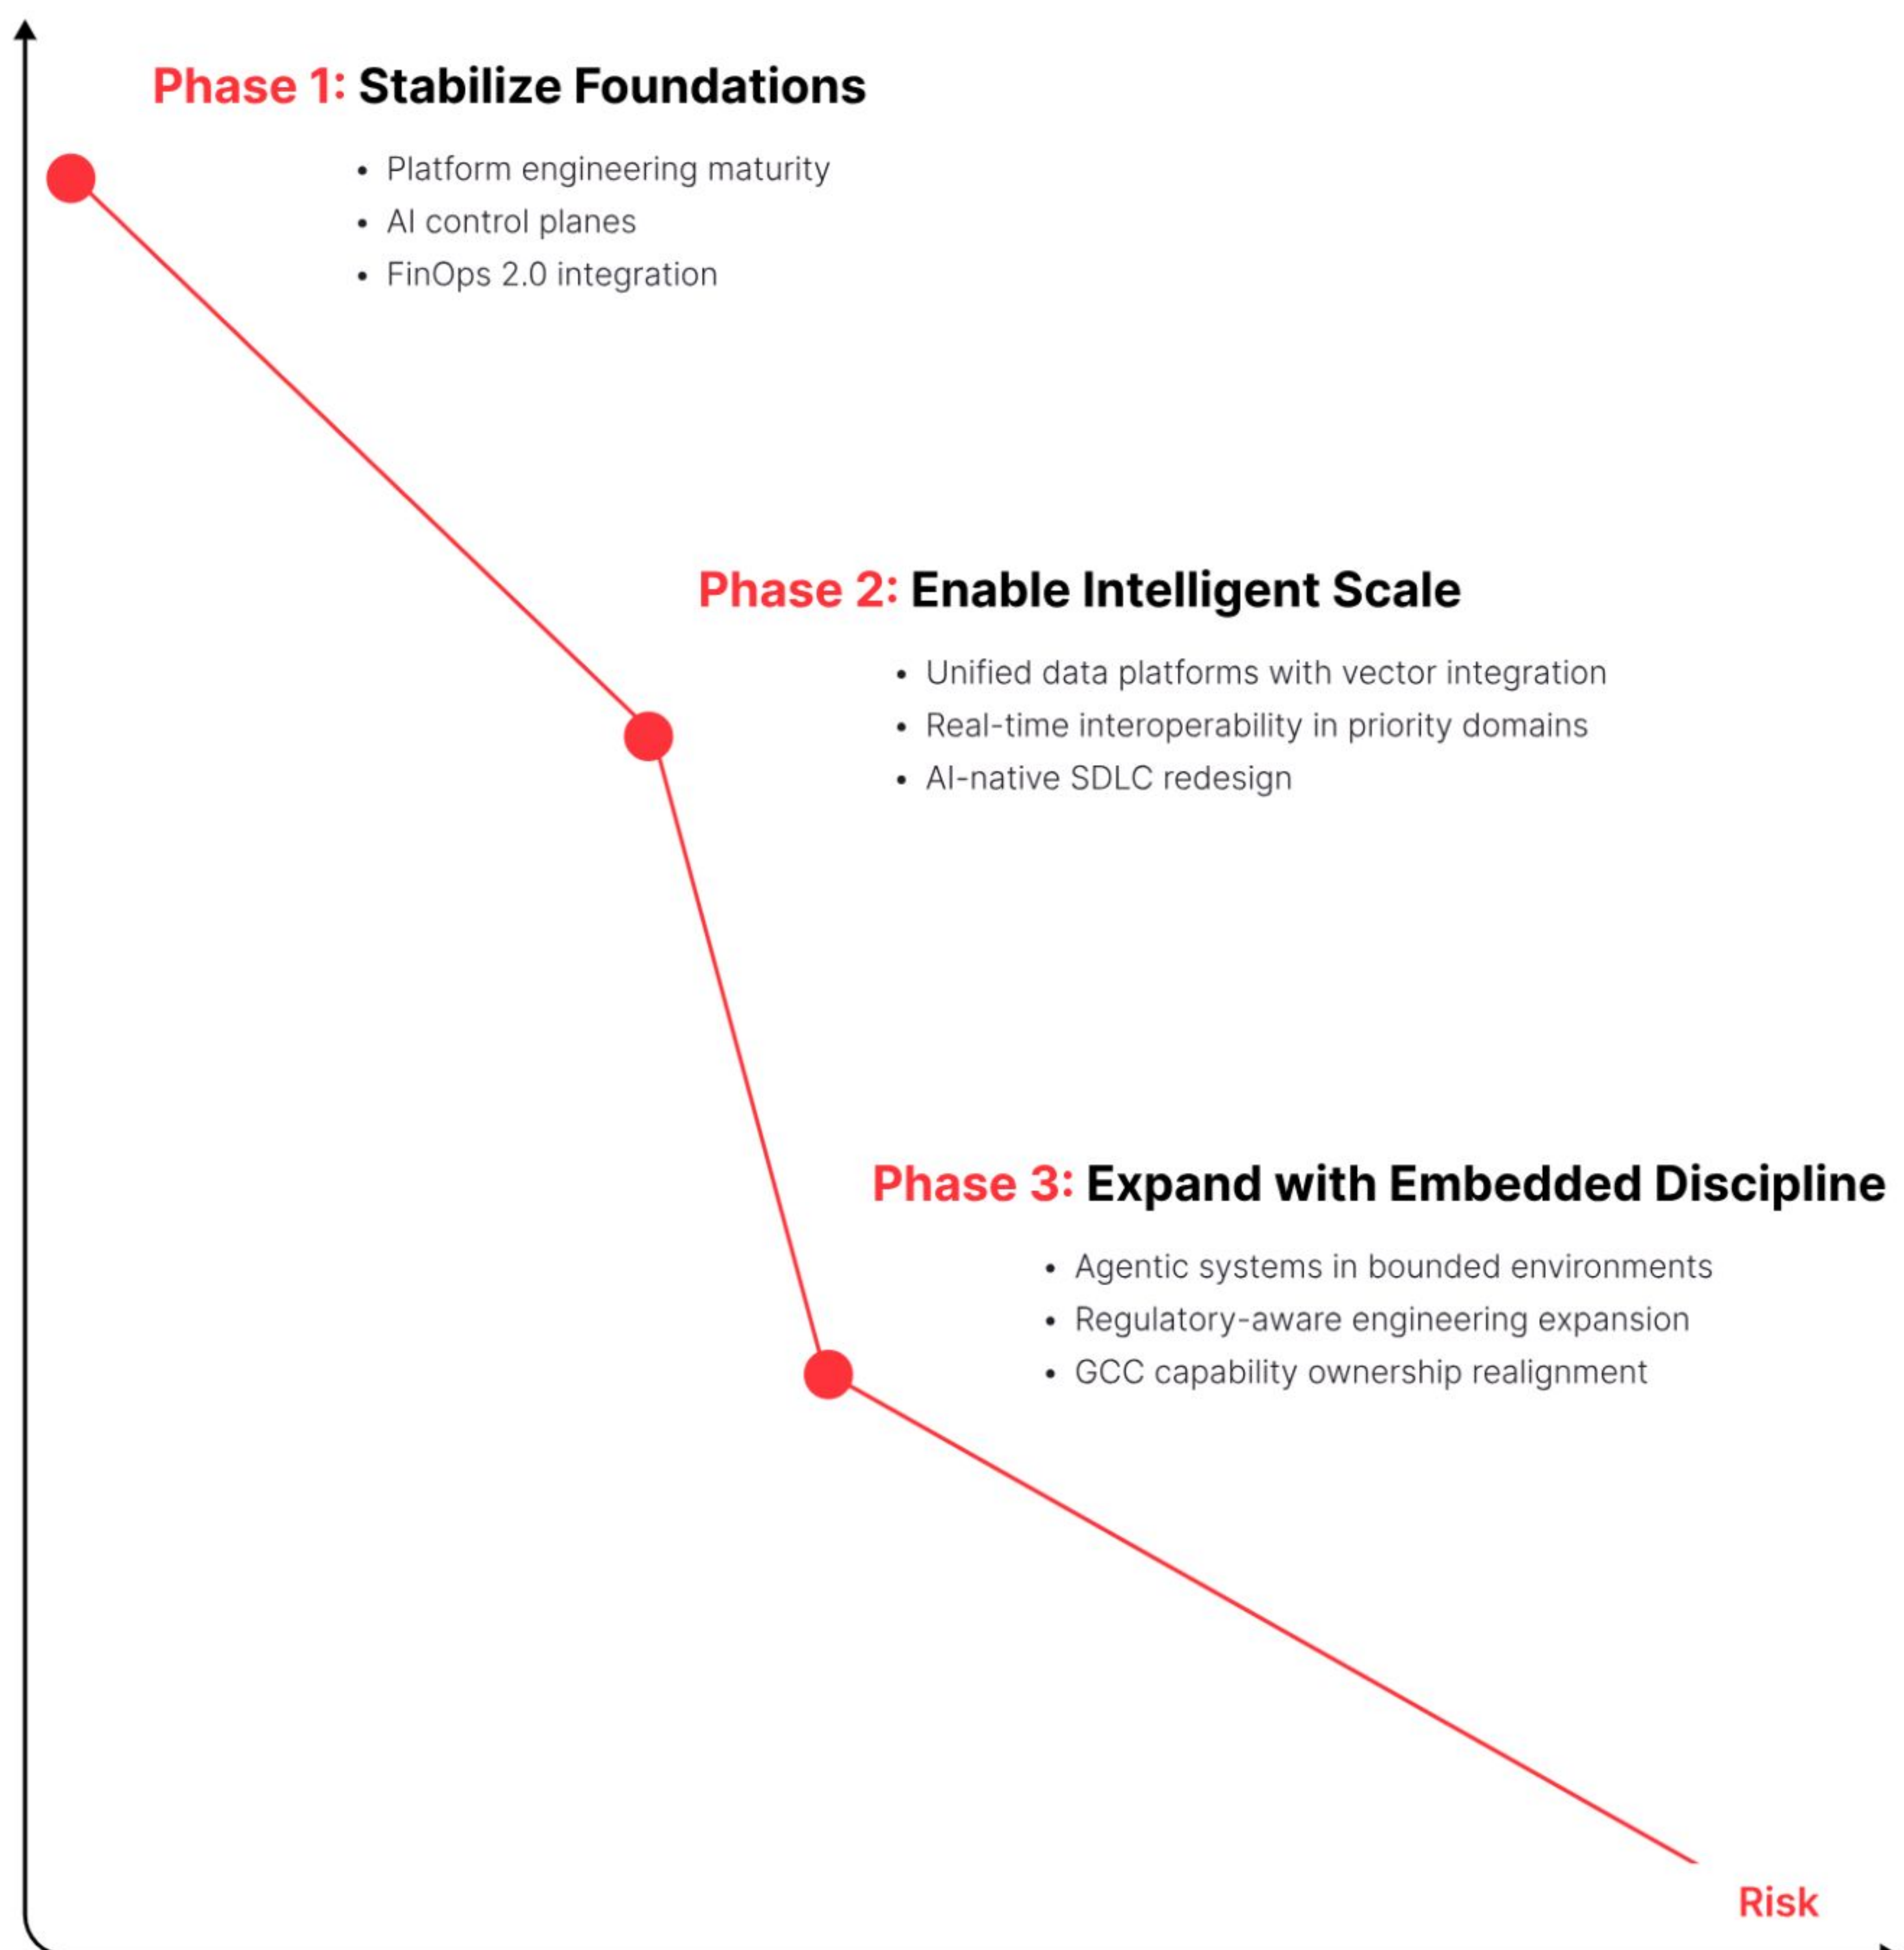 Phase 1: Stabilize Foundations
• Platform engineering maturity
• AI control planes
• FinOps 2.0 integration
Phase 2: Enable Intelligent Scale
• Unified data platforms with vector integration
• Real-time interoperability in priority domains
• AI-native SDLC redesign
Phase 3: Expand with Embedded Discipline
• Agentic systems in bounded environments
• Regulatory-aware engineering expansion
• GCC capability ownership realignment
Risk